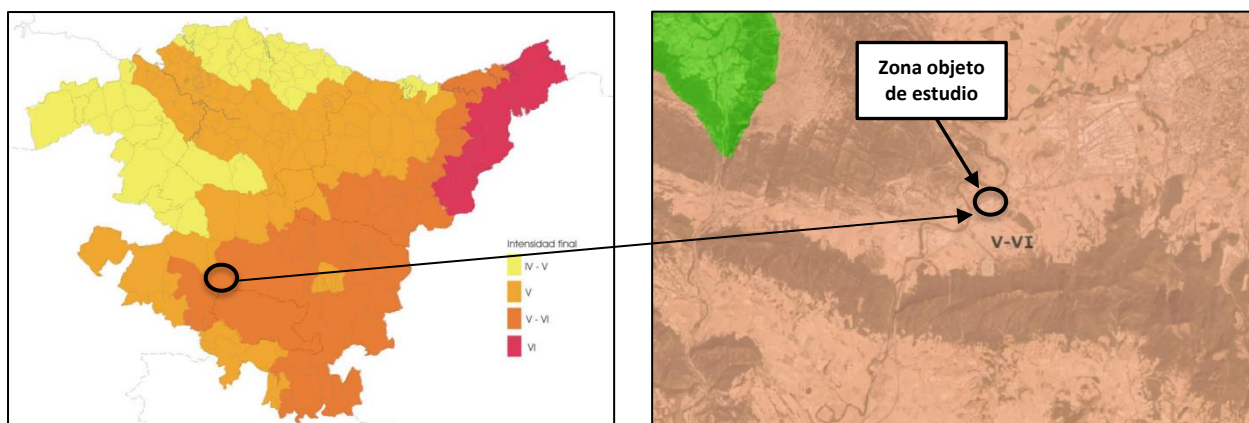 Intensidad final
IV - V
V
V - VI
VI
Zona objeto
de estudio
V-VI